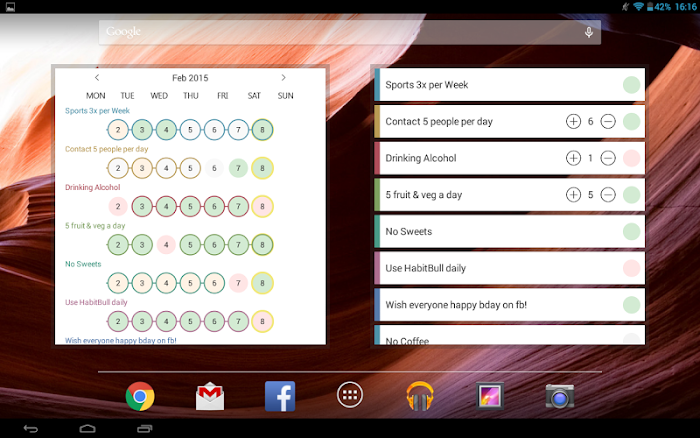 42% 16:16
Google
Feb 2015
MON TUE WED THU FRI SAT SUN
Sports 3x per Week
2 3 4 5 6 7 8
Contact 5 people per day
2 3 4 5 6 7 8
Drinking Alcohol
2 3 4 5 6 7 8
5 fruit & veg a day
2 3 4 5 6 7 8
No Sweets
2 3 4 5 6 7 8
Use HabitBull daily
2 3 4 5 6 7 8
Wish everyone happy bday on fb!
Sports 3x per Week
Contact 5 people per day 6
Drinking Alcohol 1
5 fruit & veg a day 5
No Sweets
Use HabitBull daily
Wish everyone happy bday on fb!
No Coffee